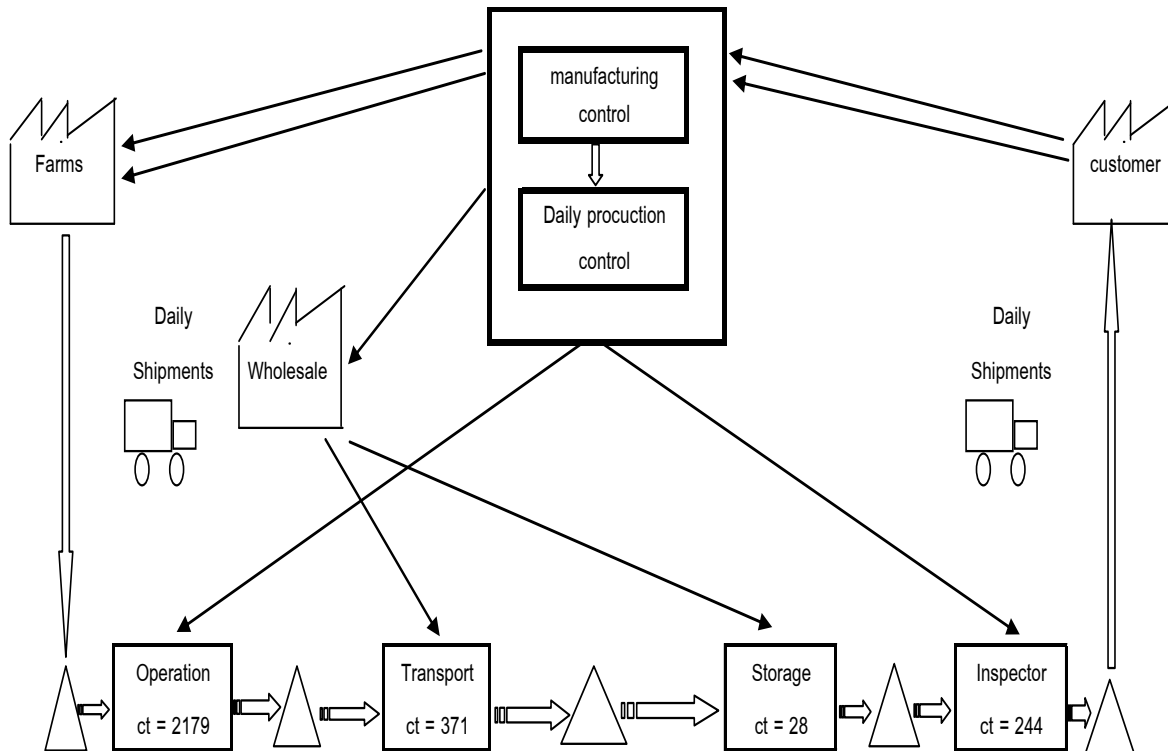 manufacturing
control
Farms
customer
Daily procuction
control
Daily
Shipments
Wholesale
Daily
Shipments
Operation
ct = 2179
Transport
ct = 371
Storage
ct = 28
Inspector
ct = 244